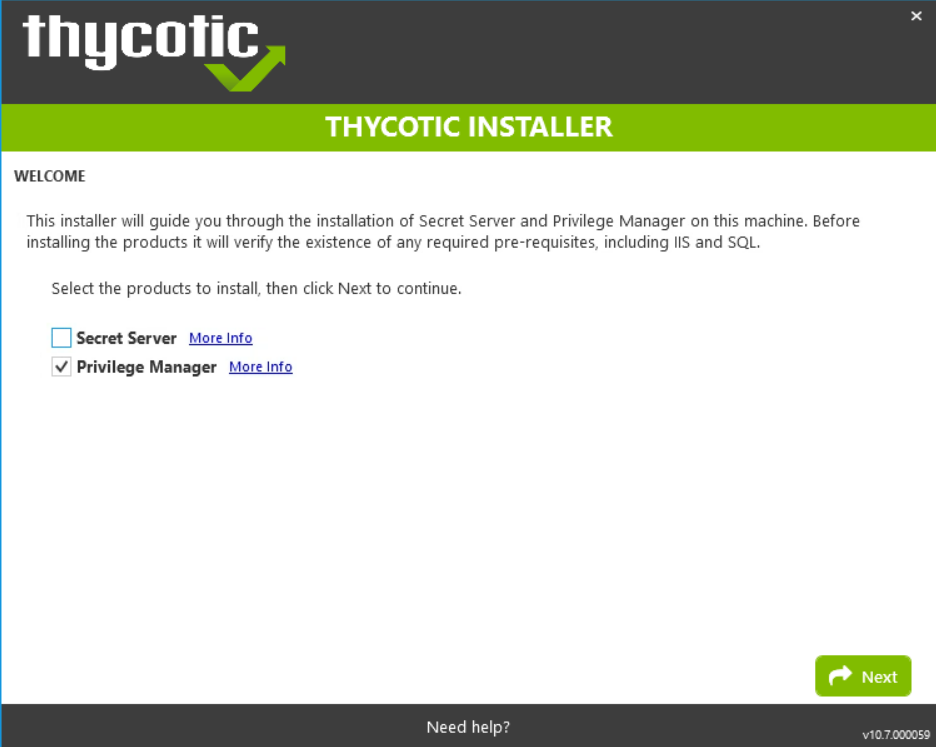 thycotic
THYCOTIC INSTALLER
WELCOME
This installer will guide you through the installation of Secret Server and Privilege Manager on this machine. Before
installing the products it will verify the existence of any required pre-requisites, including IIS and SQL.
Select the products to install, then click Next to continue.
Secret Server More Info
Privilege Manager More Info
Next
Need help?
v10.7.000059